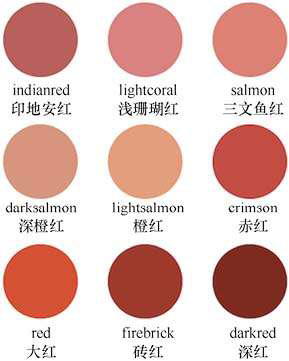 indianred
印地安红
lightcoral
浅珊瑚红
salmon
三文鱼红
darksalmon
深橙红
lightsalmon
橙红
crimson
赤红
red
大红
firebrick
砖红
darkred
深红